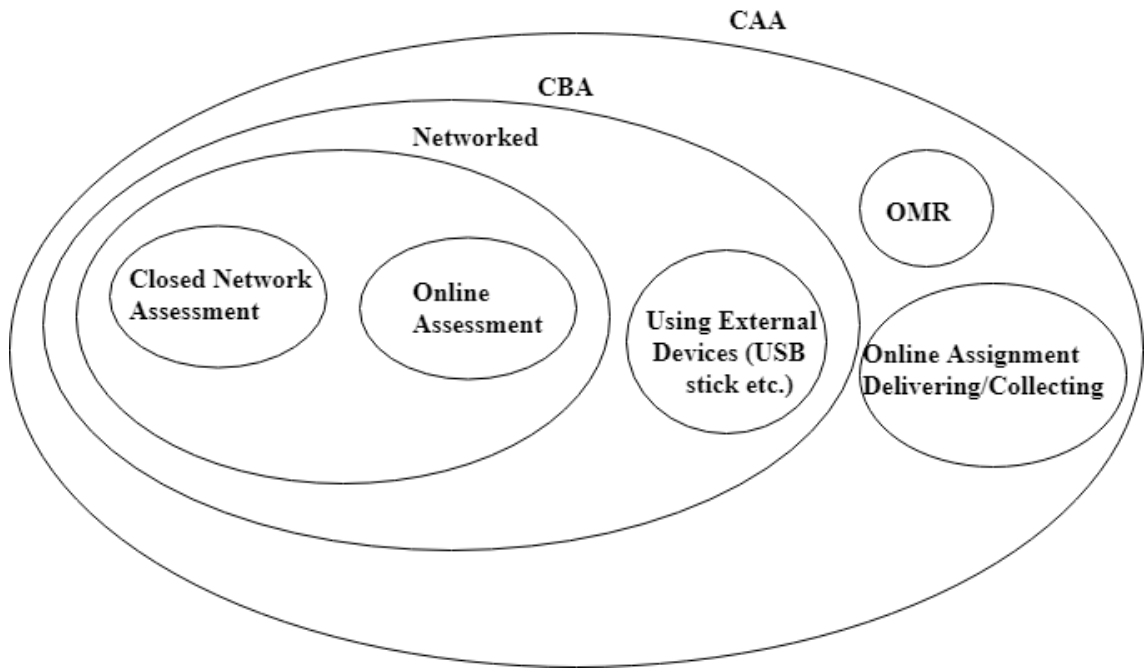 CAA
CBA
Networked
Closed Network
Assessment
Online
Assessment
Using External
Devices (USB
stick etc.)
OMR
Online Assignment
Delivering/Collecting